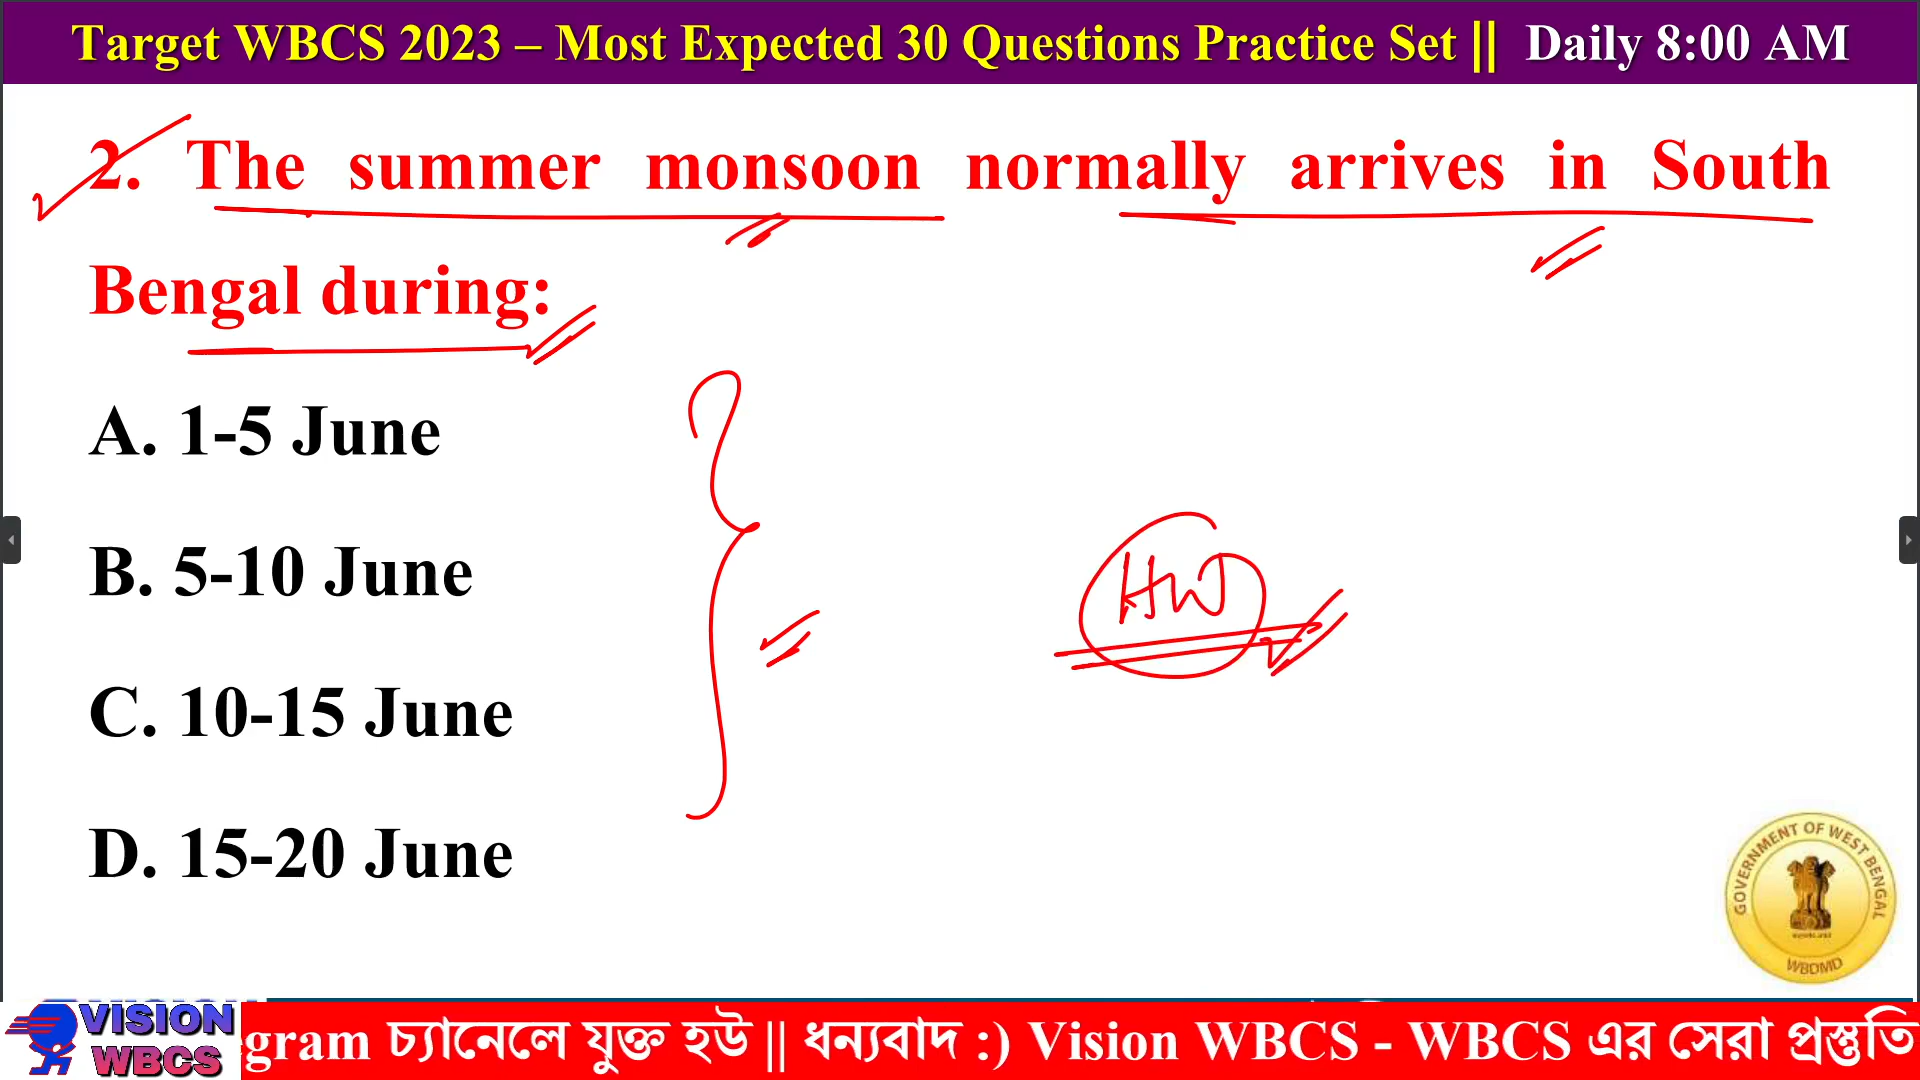 Target WBCS 2023 – Most Expected 30 Questions Practice Set || Daily 8:00 AM
2. The summer monsoon normally arrives in South
Bengal during:
A. 1-5 June
B. 5-10 June
HW
C. 10-15 June
D. 15-20 June
GOVERNMENT OF WEST BENGAL
WBDMD
VISION
WBCS
egram চ্যানেলে যুক্ত হউ || ধন্যবাদ :) Vision WBCS - WBCS এর সেরা প্রস্তুতি